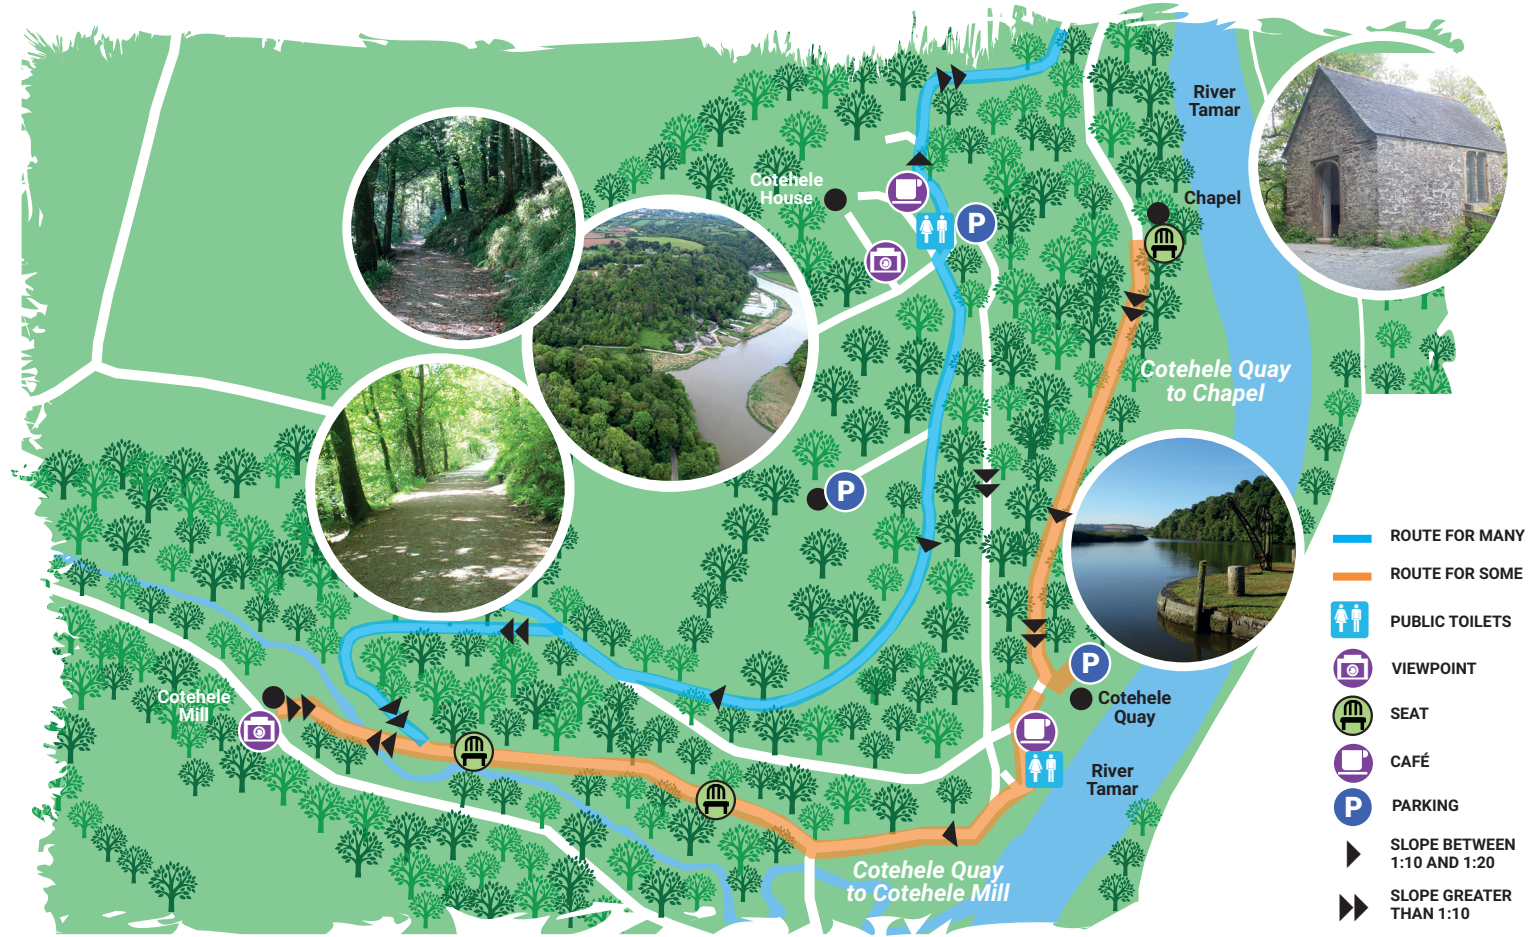 River
Tamar
Cotehele
House
P
Chapel
Cotehele Quay
to Chapel
P
ROUTE FOR MANY
ROUTE FOR SOME
PUBLIC TOILETS
VIEWPOINT
SEAT
CAFÉ
P
PARKING
SLOPE BETWEEN
1:10 AND 1:20
SLOPE GREATER
THAN 1:10
P
Cotehele
Quay
Cotehele
Mill
River
Tamar
Cotehele Quay
to Cotehele Mill